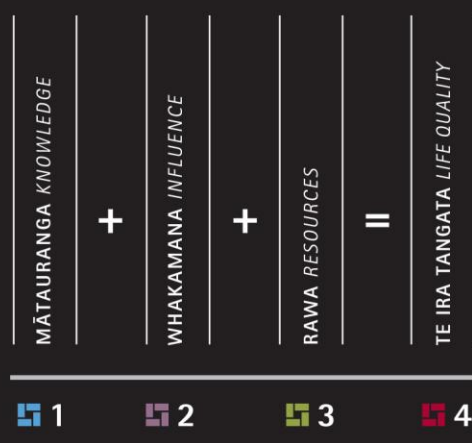 MĀTAURANGA KNOWLEDGE
+
WHAKAMANA INFLUENCE
+
RAWA RESOURCES
=
TE IRA TANGATA LIFE QUALITY
1
2
3
4